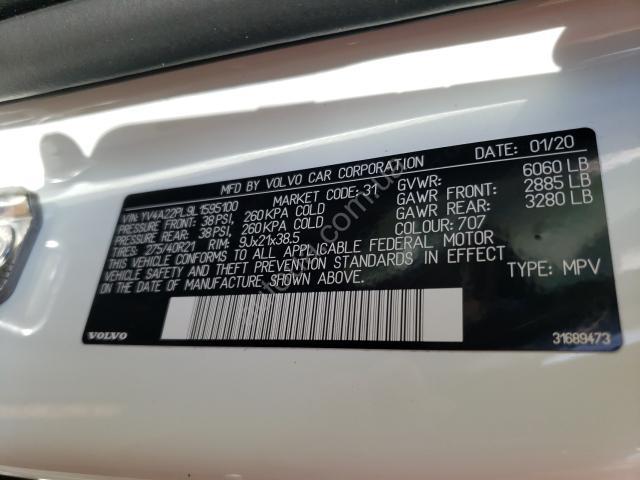 MFD BY VOLVO CAR CORPORATION DATE: 01/20
VIN: YV4A22PL9L1595100 MARKET CODE: 31 GVWR: 6060 LB
PRESSURE FRONT: 38 PSI, 260 KPA COLD GAWR FRONT: 2885 LB
PRESSURE REAR: 38 PSI, 260 KPA COLD GAWR REAR: 3280 LB
TIRES: 275/40R21 RIM: 9Jx21x38.5 COLOUR: 707
THIS VEHICLE CONFORMS TO ALL APPLICABLE FEDERAL MOTOR
VEHICLE SAFETY AND THEFT PREVENTION STANDARDS IN EFFECT
ON THE DATE OF MANUFACTURE SHOWN ABOVE. TYPE: MPV
VOLVO 31689473